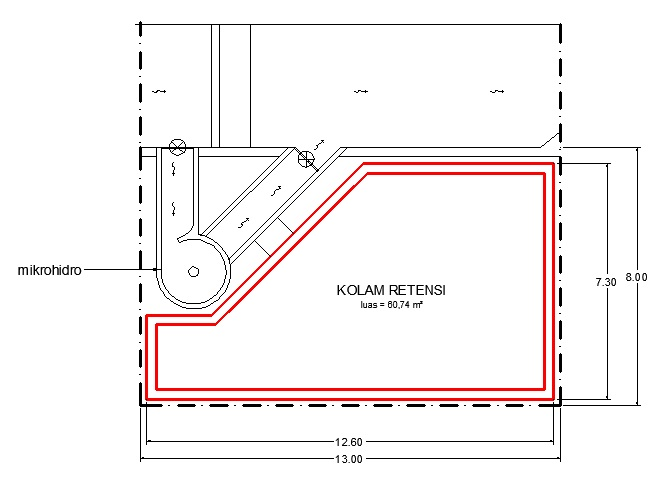 mikrohidro
KOLAM RETENSI
luas = 60,74 m²
7.30
8.00
12.60
13.00